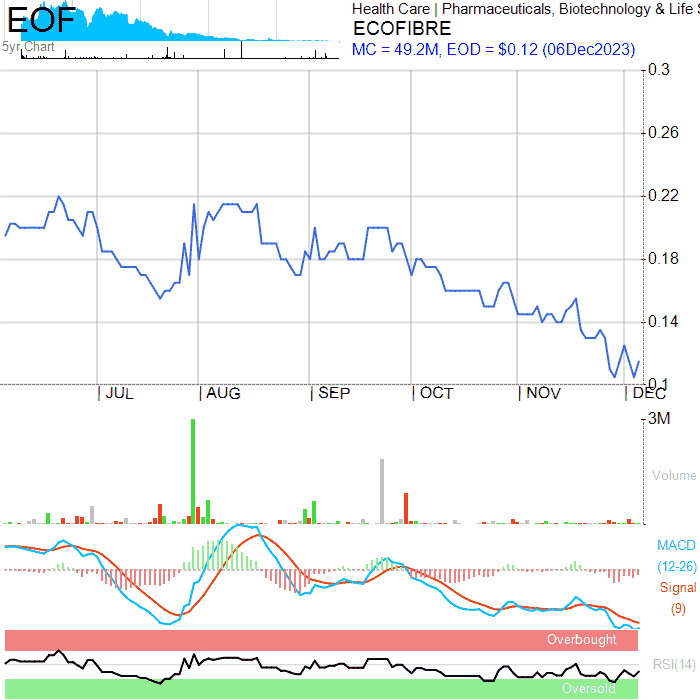 EOF
5yr Chart
Health Care | Pharmaceuticals, Biotechnology & Life S
ECOFIBRE
MC = 49.2M, EOD = $0.12 (06Dec2023)
0.3
0.26
0.22
0.18
0.14
0.1
| JUL | AUG | SEP | OCT | NOV | DEC
3M
Volume
MACD
(12-26)
Signal
(9)
Overbought
RSI(14)
Oversold